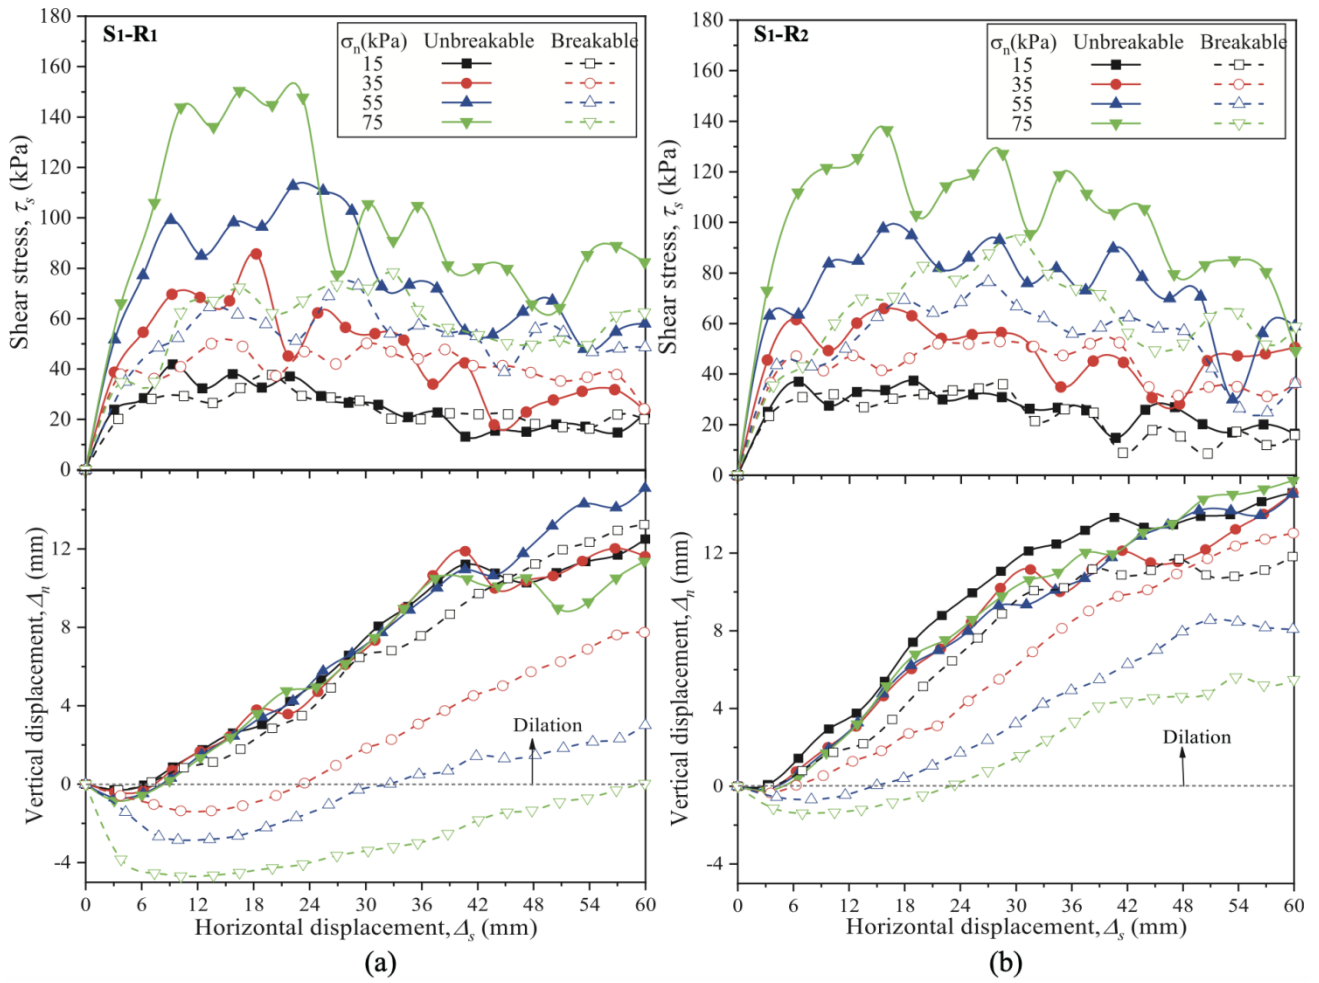 S1-R1
σn(kPa) Unbreakable Breakable
15
35
55
75
180
160
140
120
100
80
60
40
20
0
Shear stress, τs (kPa)
12
8
4
0
-4
Vertical displacement, Δn (mm)
Dilation
0 6 12 18 24 30 36 42 48 54 60
Horizontal displacement, Δs (mm)
(a)
S1-R2
σn(kPa) Unbreakable Breakable
15
35
55
75
180
160
140
120
100
80
60
40
20
0
Shear stress, τs (kPa)
12
8
4
0
-4
Vertical displacement, Δn (mm)
Dilation
0 6 12 18 24 30 36 42 48 54 60
Horizontal displacement, Δs (mm)
(b)